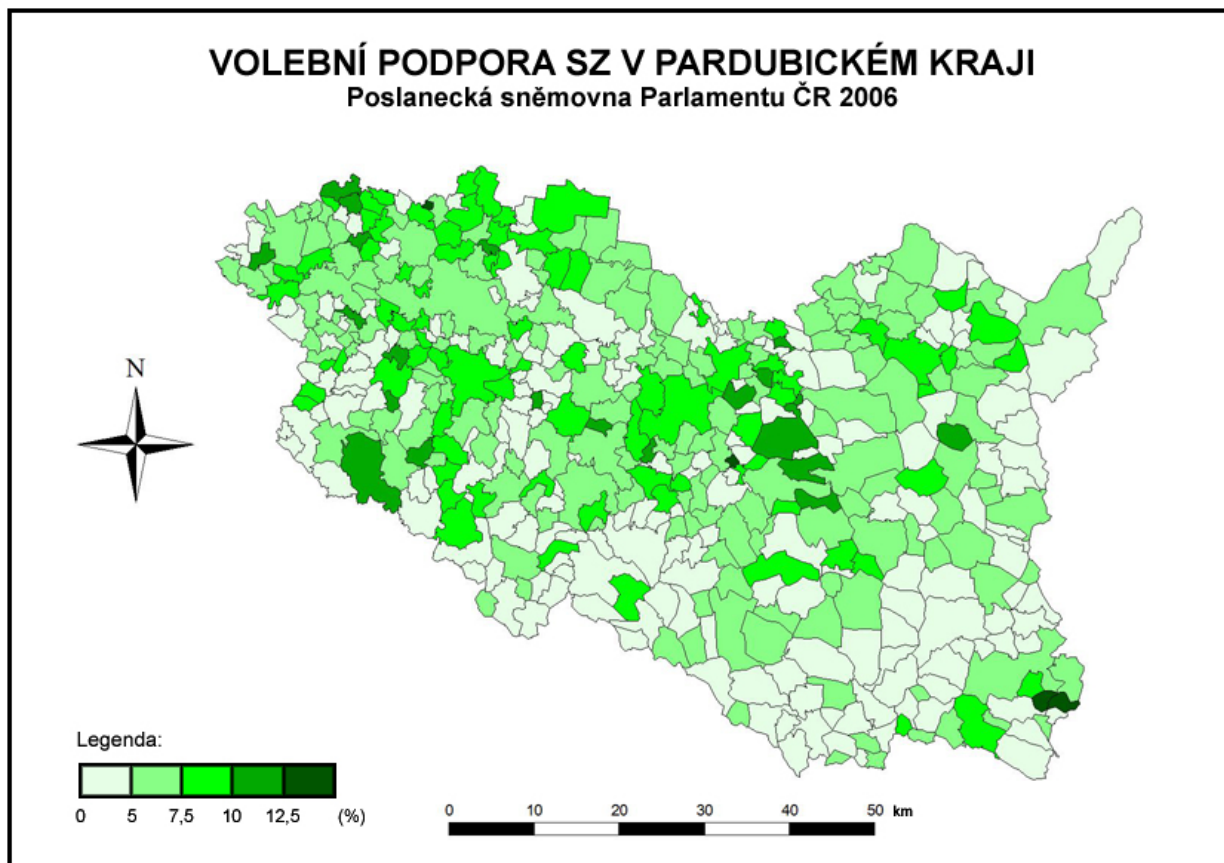 VOLEBNÍ PODPORA SZ V PARDUBICKÉM KRAJI
Poslanecká sněmovna Parlamentu ČR 2006
N
Legenda:
0 5 7,5 10 12,5 (%)
0 10 20 30 40 50 km